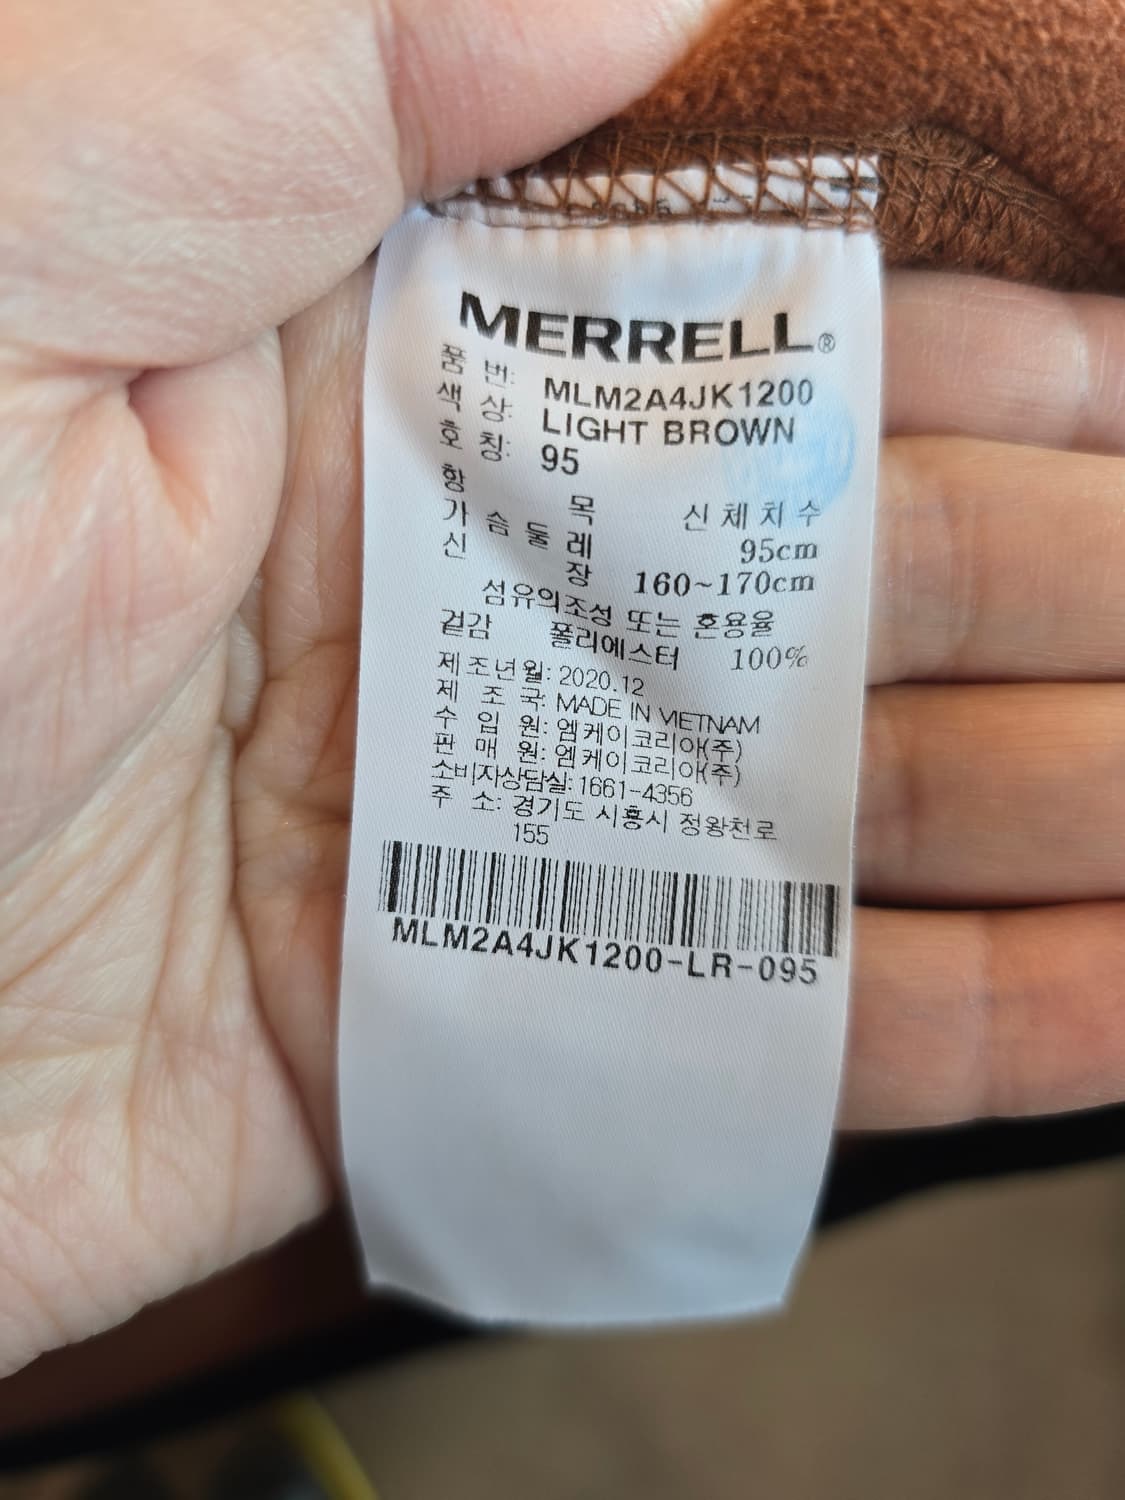 MERRELL®
품 번: MLM2A4JK1200
색 상: LIGHT BROWN
호 칭: 95
항 목 신체치수
가슴둘레 95cm
신 장 160~170cm
섬유의조성 또는 혼용율
겉감 폴리에스터 100%
제조년월: 2020.12
제 조 국: MADE IN VIETNAM
수 입 원: 엠케이코리아(주)
판 매 원: 엠케이코리아(주)
소비자상담실: 1661-4356
주 소: 경기도 시흥시 정왕천로
155
MLM2A4JK1200-LR-095